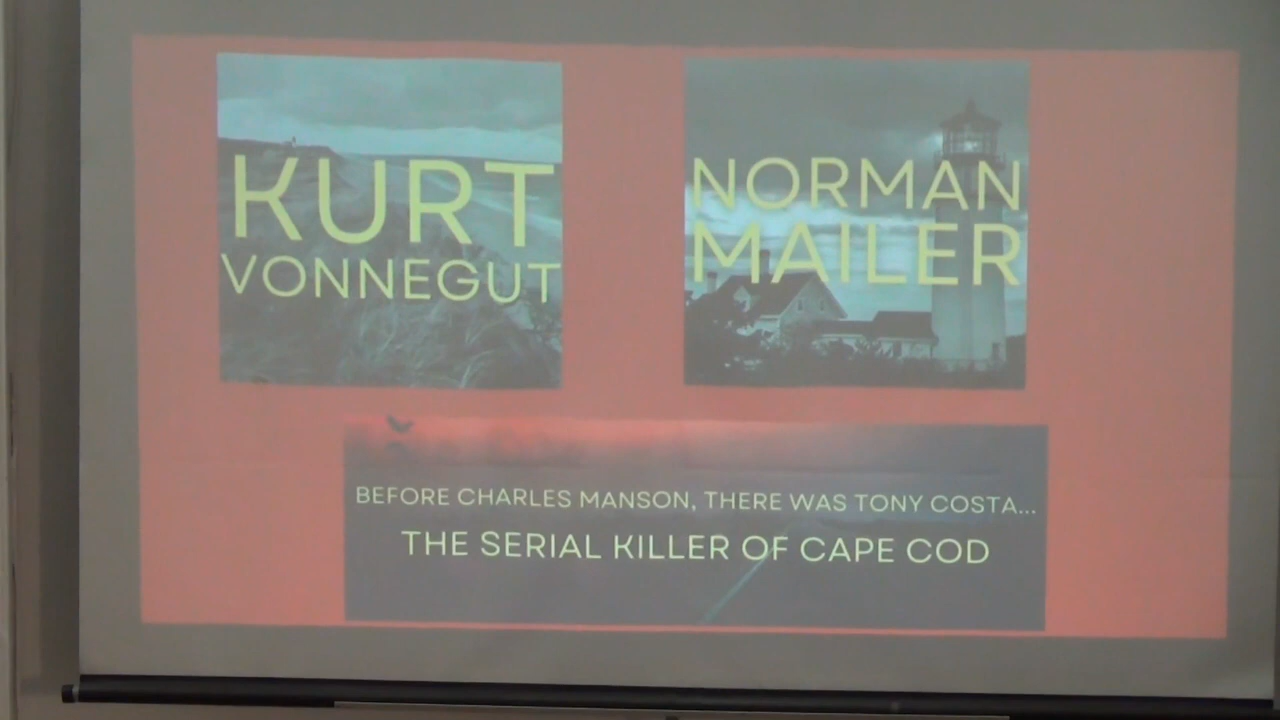 KURT
VONNEGUT
NORMAN
MAILER
BEFORE CHARLES MANSON, THERE WAS TONY COSTA...
THE SERIAL KILLER OF CAPE COD